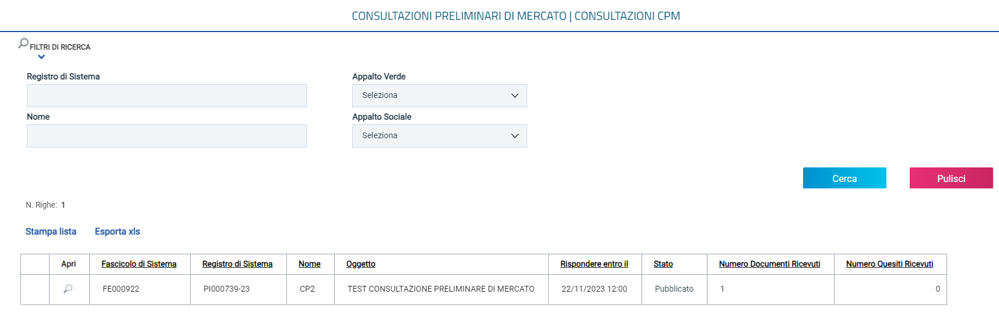 CONSULTAZIONI PRELIMINARI DI MERCATO | CONSULTAZIONI CPM
FILTRI DI RICERCA
Registro di Sistema
Appalto Verde
Seleziona
Nome
Appalto Sociale
Seleziona
Cerca
Pulisci
N. Righe: 1
Stampa lista
Esporta xls
Apri Fascicolo di Sistema Registro di Sistema Nome Oggetto Rispondere entro il Stato Numero Documenti Ricevuti Numero Quesiti Ricevuti
FE000922 PI000739-23 CP2 TEST CONSULTAZIONE PRELIMINARE DI MERCATO 22/11/2023 12:00 Pubblicato 1 0